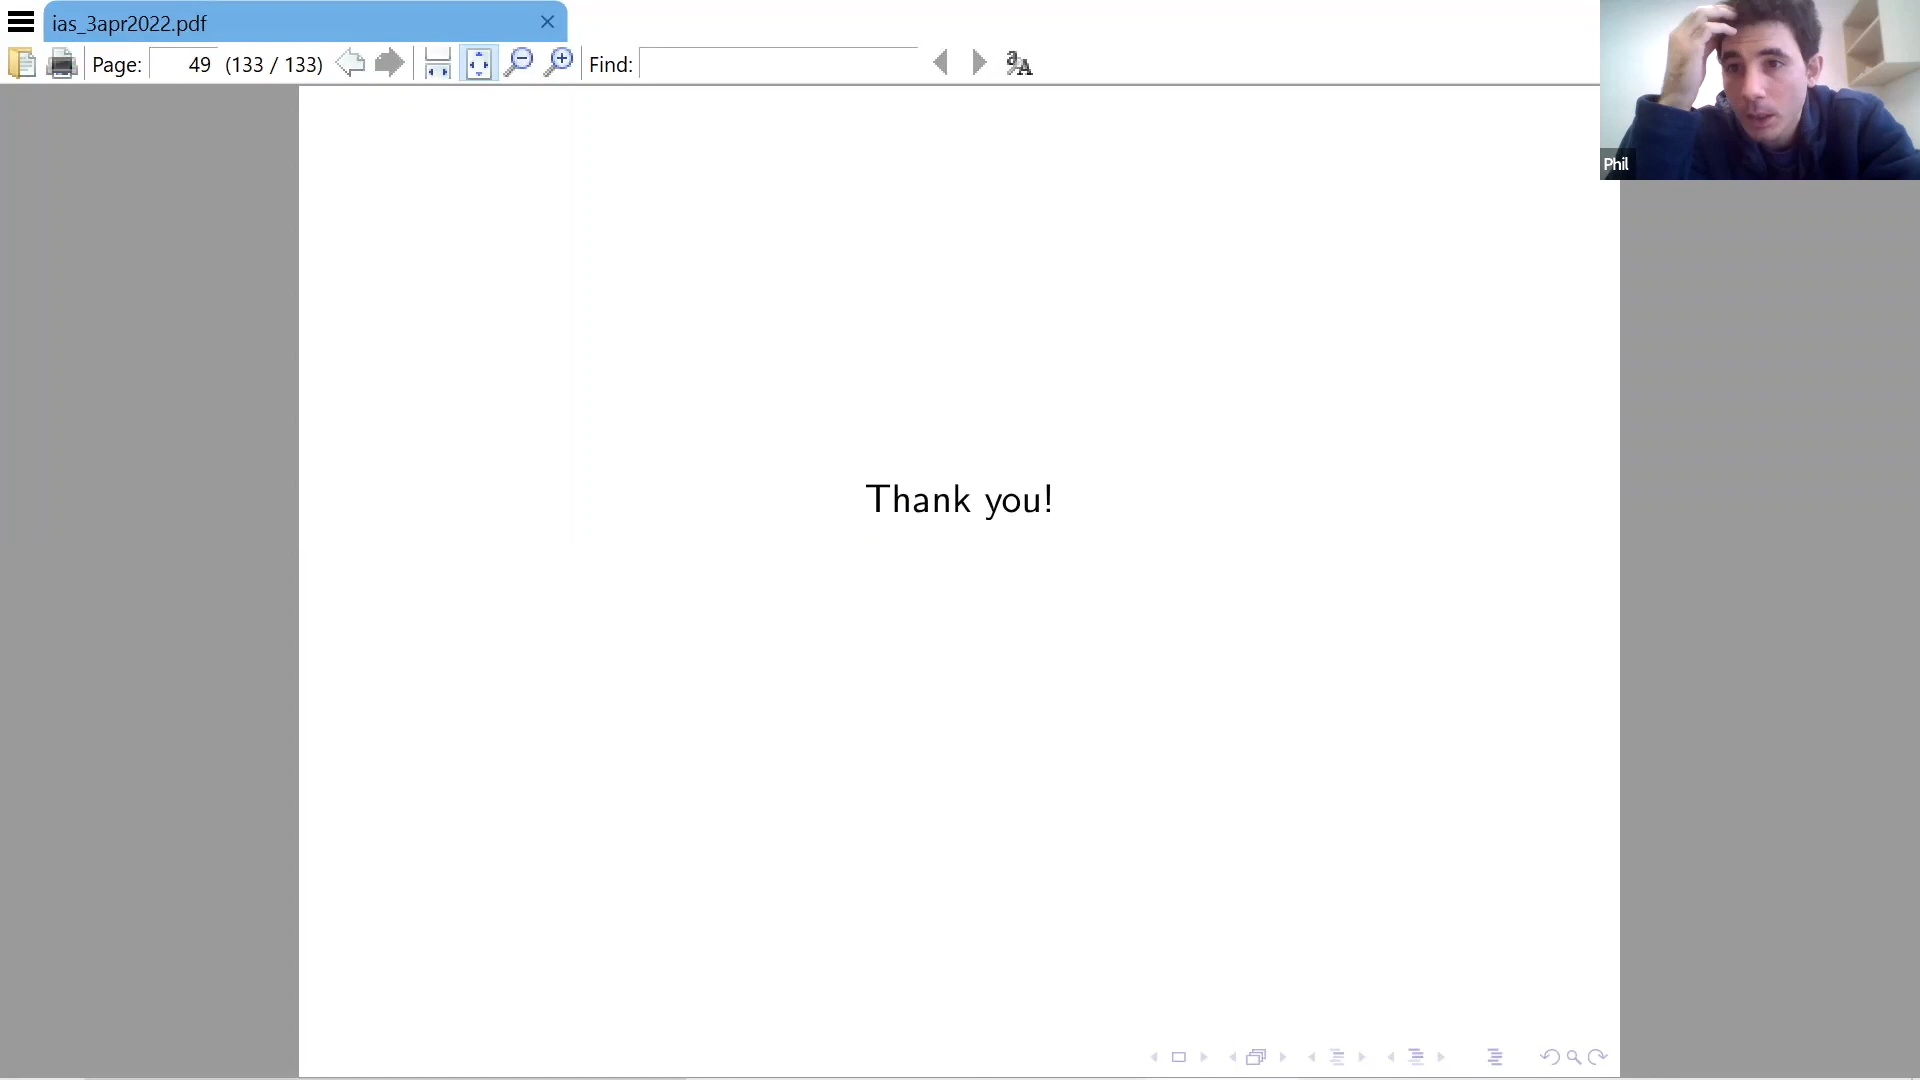 ias_3apr2022.pdf
Page: 49 (133 / 133) Find:
Phil
Thank you!